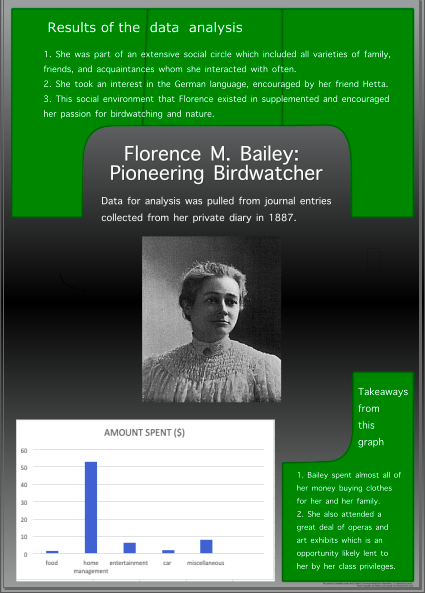 Results of the data analysis
1. She was part of an extensive social circle which included all varieties of family,
friends, and acquaintances whom she interacted with often.
2. She took an interest in the German language, encouraged by her friend Hetta.
3. This social environment that Florence existed in supplemented and encouraged
her passion for birdwatching and nature.
Florence M. Bailey:
Pioneering Birdwatcher
Data for analysis was pulled from journal entries
collected from her private diary in 1887.
AMOUNT SPENT ($)
60
50
40
30
20
10
0
food
home
management
entertainment
car
miscellaneous
Takeaways
from
this
graph
1. Bailey spent almost all of
her money buying clothes
for her and her family.
2. She also attended a
great deal of operas and
art exhibits which is an
opportunity likely lent to
her by her class privileges.